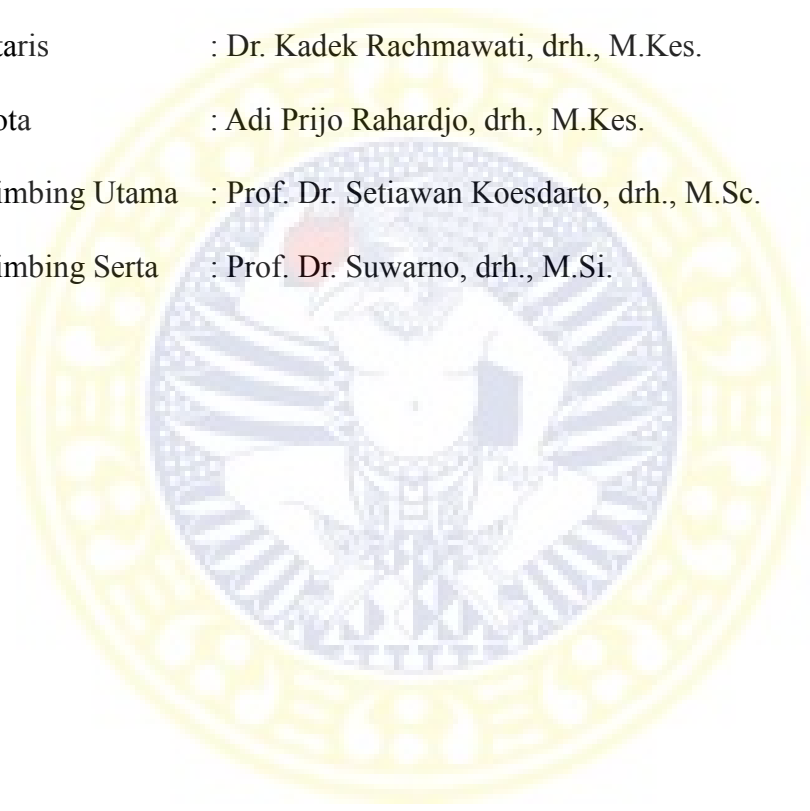 taris : Dr. Kadek Rachmawati, drh., M.Kes.
ota : Adi Prijo Rahardjo, drh., M.Kes.
imbing Utama : Prof. Dr. Setiawan Koesdarto, drh., M.Sc.
imbing Serta : Prof. Dr. Suwarno, drh., M.Si.